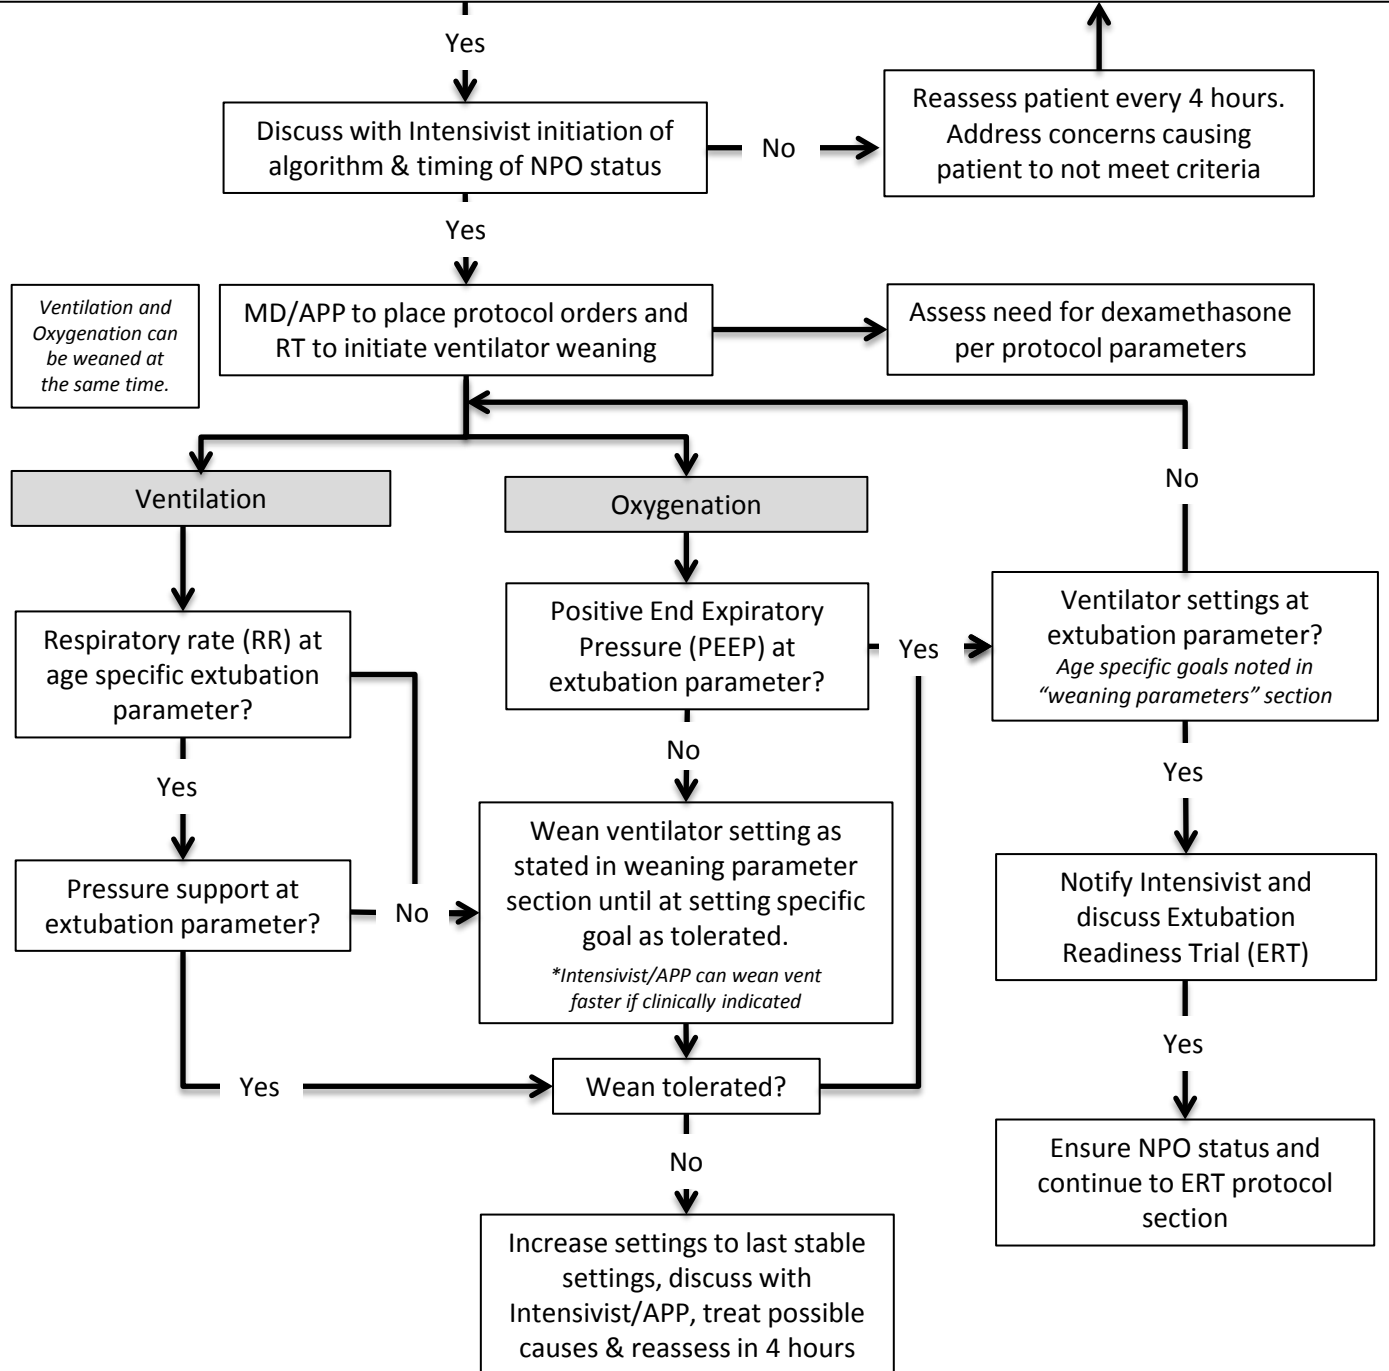 Yes
Discuss with Intensivist initiation of
algorithm & timing of NPO status
No
Reassess patient every 4 hours.
Address concerns causing
patient to not meet criteria
Yes
Ventilation and
Oxygenation can
be weaned at
the same time.
MD/APP to place protocol orders and
RT to initiate ventilator weaning
Assess need for dexamethasone
per protocol parameters
No
Ventilation
Oxygenation
Respiratory rate (RR) at
age specific extubation
parameter?
Positive End Expiratory
Pressure (PEEP) at
extubation parameter?
Yes
Ventilator settings at
extubation parameter?
Age specific goals noted in
“weaning parameters” section
Yes
No
Yes
Pressure support at
extubation parameter?
No
Wean ventilator setting as
stated in weaning parameter
section until at setting specific
goal as tolerated.
*Intensivist/APP can wean vent
faster if clinically indicated
Notify Intensivist and
discuss Extubation
Readiness Trial (ERT)
Yes
Yes
Wean tolerated?
No
Ensure NPO status and
continue to ERT protocol
section
Increase settings to last stable
settings, discuss with
Intensivist/APP, treat possible
causes & reassess in 4 hours